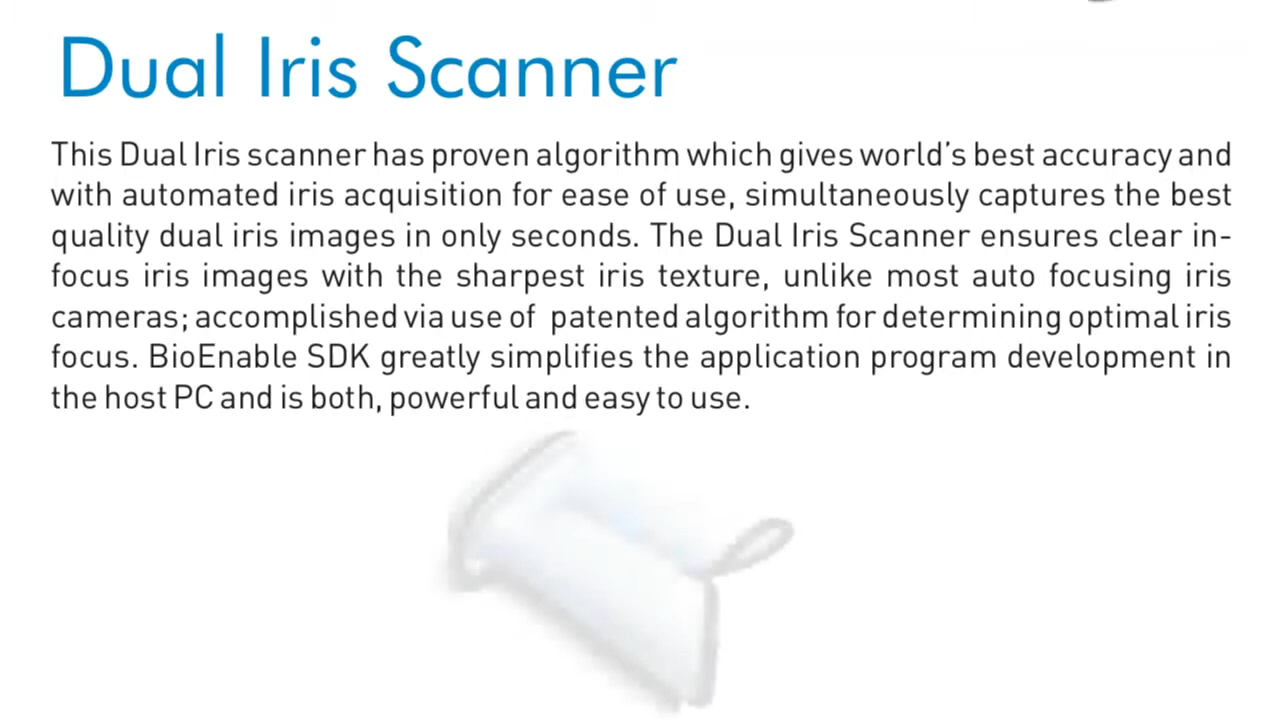 Dual Iris Scanner
This Dual Iris scanner has proven algorithm which gives world’s best accuracy and
with automated iris acquisition for ease of use, simultaneously captures the best
quality dual iris images in only seconds. The Dual Iris Scanner ensures clear in-
focus iris images with the sharpest iris texture, unlike most auto focusing iris
cameras; accomplished via use of patented algorithm for determining optimal iris
focus. BioEnable SDK greatly simplifies the application program development in
the host PC and is both, powerful and easy to use.